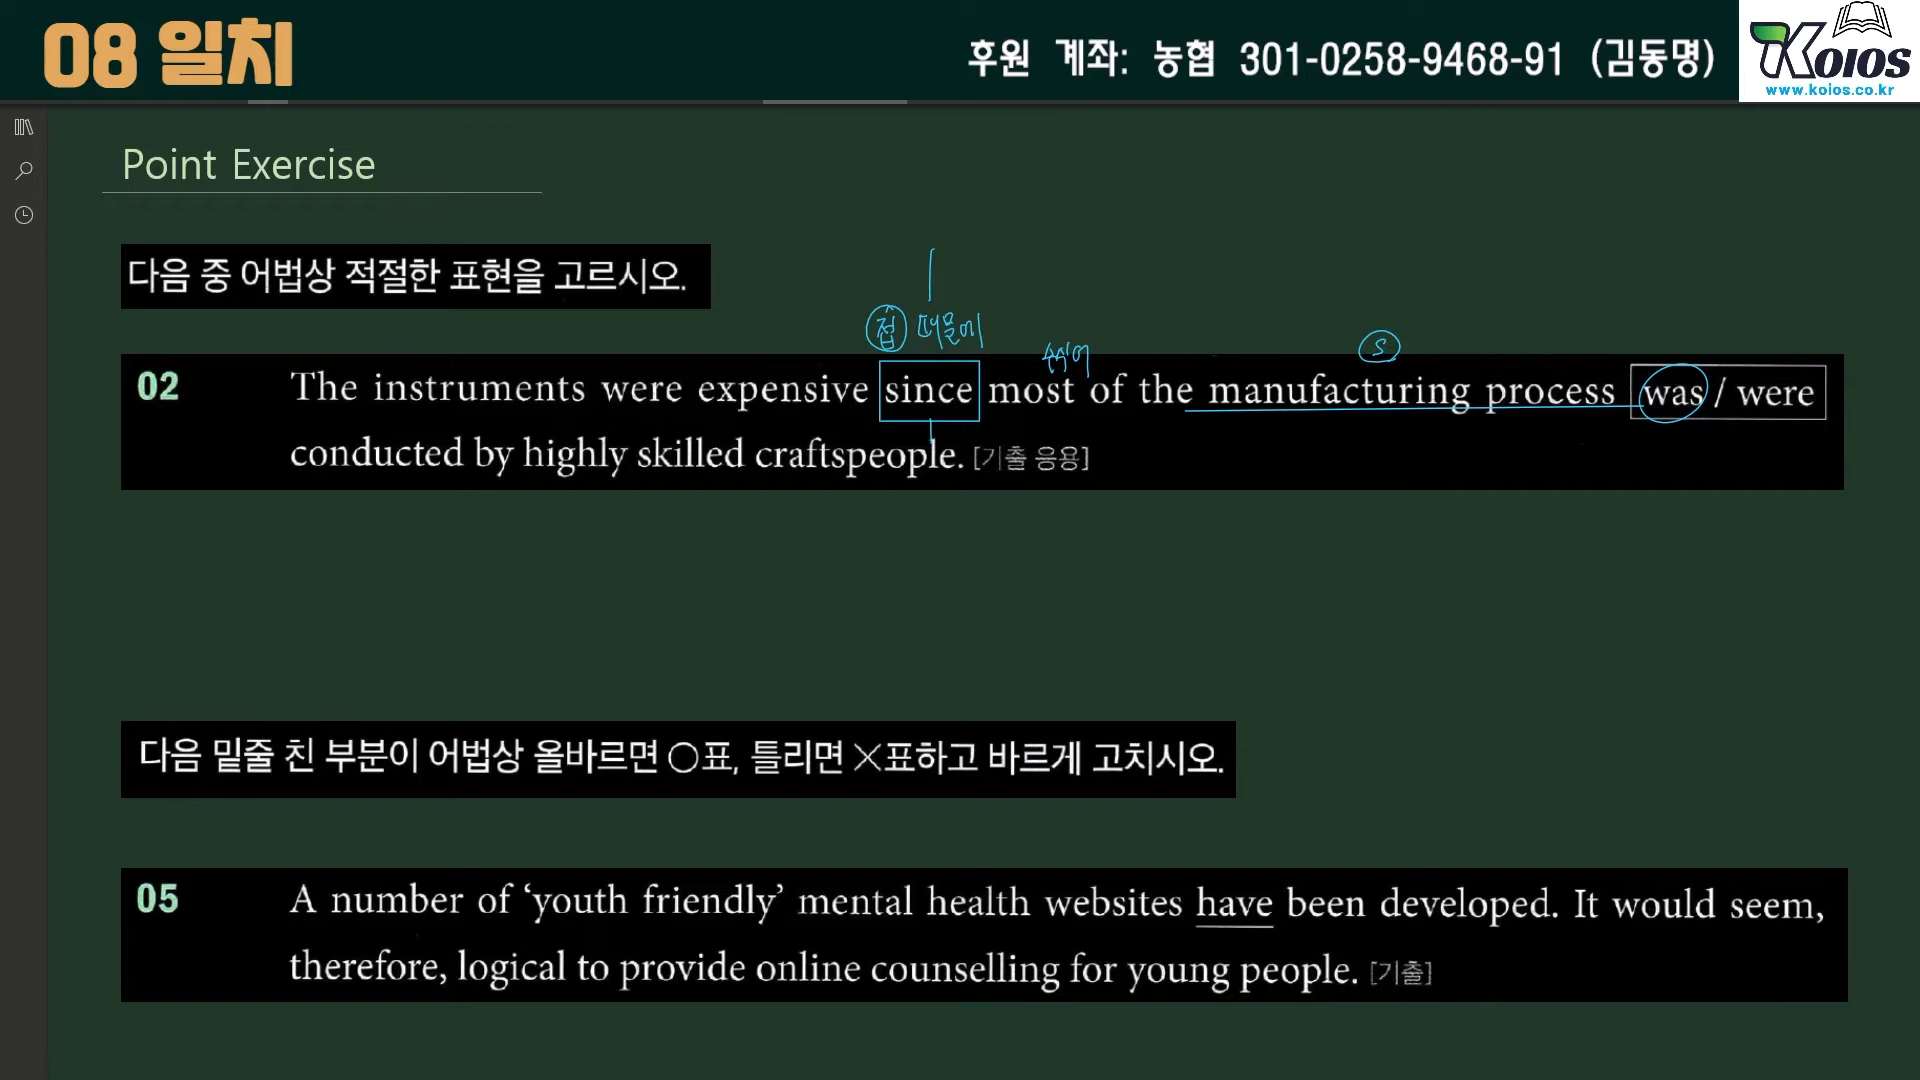 08 일치
후원 계좌: 농협 301-0258-9468-91 (김동명)
KOIOS
www.koios.co.kr
Point Exercise
다음 중 어법상 적절한 표현을 고르시오.
접 때문에
수식어
S
02 The instruments were expensive since most of the manufacturing process was / were
conducted by highly skilled craftspeople. [기출 응용]
다음 밑줄 친 부분이 어법상 올바르면 ○표, 틀리면 ×표하고 바르게 고치시오.
05 A number of ‘youth friendly’ mental health websites have been developed. It would seem,
therefore, logical to provide online counselling for young people. [기출]